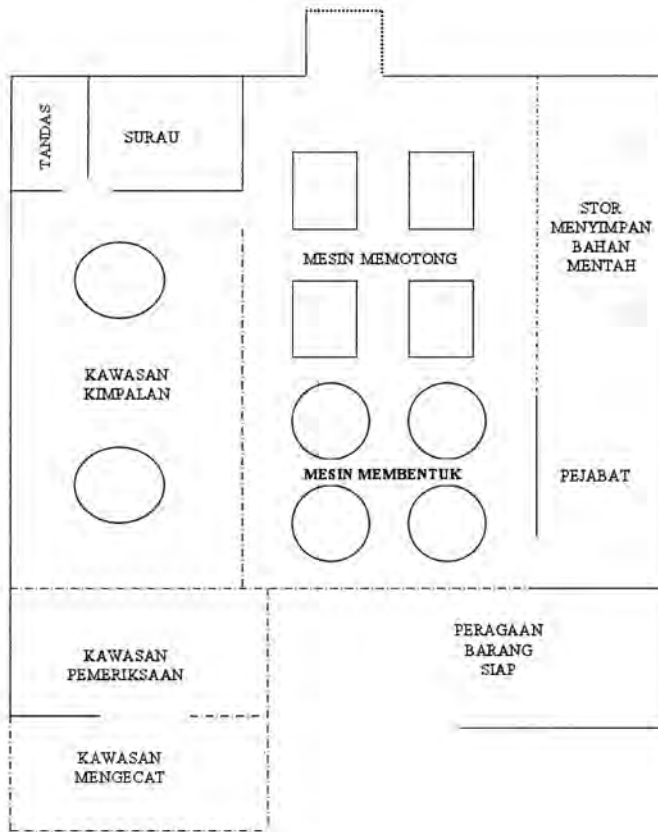 TANDAS
SURAU
STOR
MENYIMPAN
BAHAN
MENTAH
MESIN MEMOTONG
KAWASAN
KIMPALAN
MESIN MEMBENTUK
PEJABAT
PERAGAAN
BARANG
SIAP
KAWASAN
PEMERIKSAAN
KAWASAN
MENGECAT